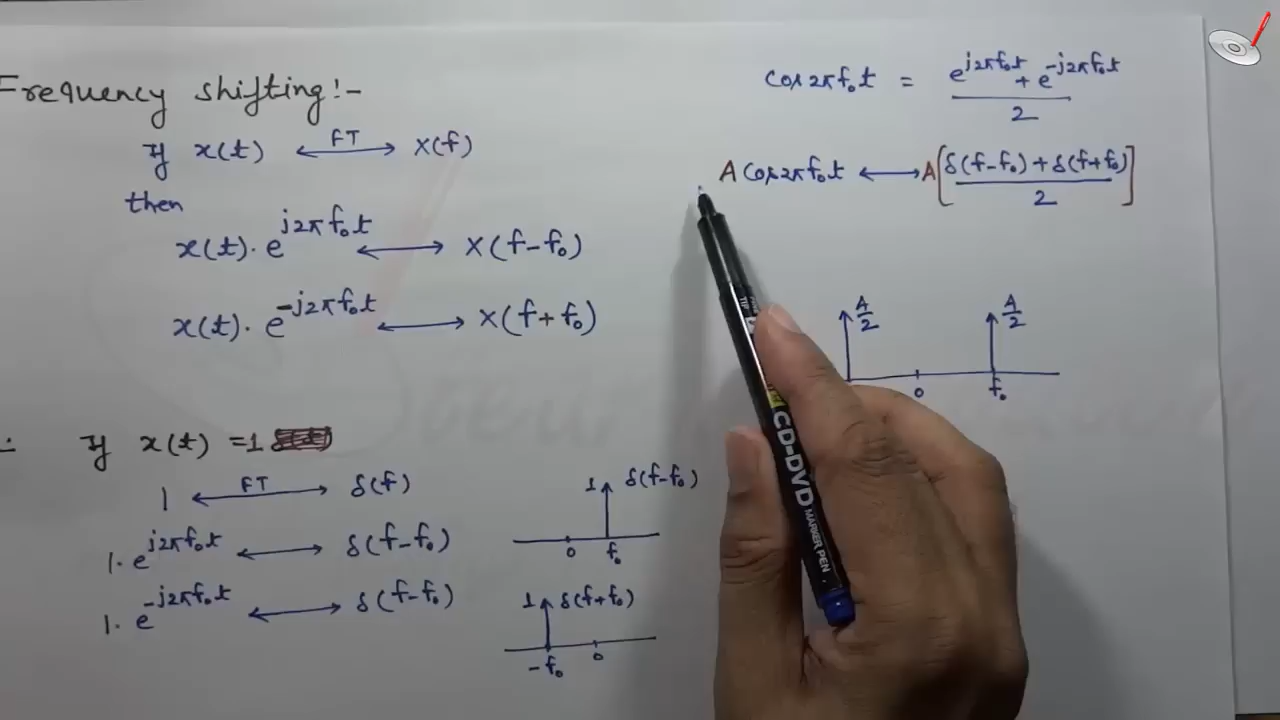 Frequency shifting:-
If x(t) ←FT→ X(f)
then
x(t). e^{j2πf₀t} ←→ X(f-f₀)
x(t). e^{-j2πf₀t} ←→ X(f+f₀)
∴ If x(t) =1
1 ←FT→ δ(f)
1. e^{j2πf₀t} ←→ δ(f-f₀)
1. e^{-j2πf₀t} ←→ δ(f-f₀)
1 δ(f-f₀)
0 f₀
1 δ(f+f₀)
-f₀ 0
cos2πf₀t = (e^{j2πf₀t} + e^{-j2πf₀t})/2
A cos2πf₀t ←→ A[(δ(f-f₀)+δ(f+f₀))/2]
A/2 A/2
0 f₀
CD-DVD
MARKER PEN